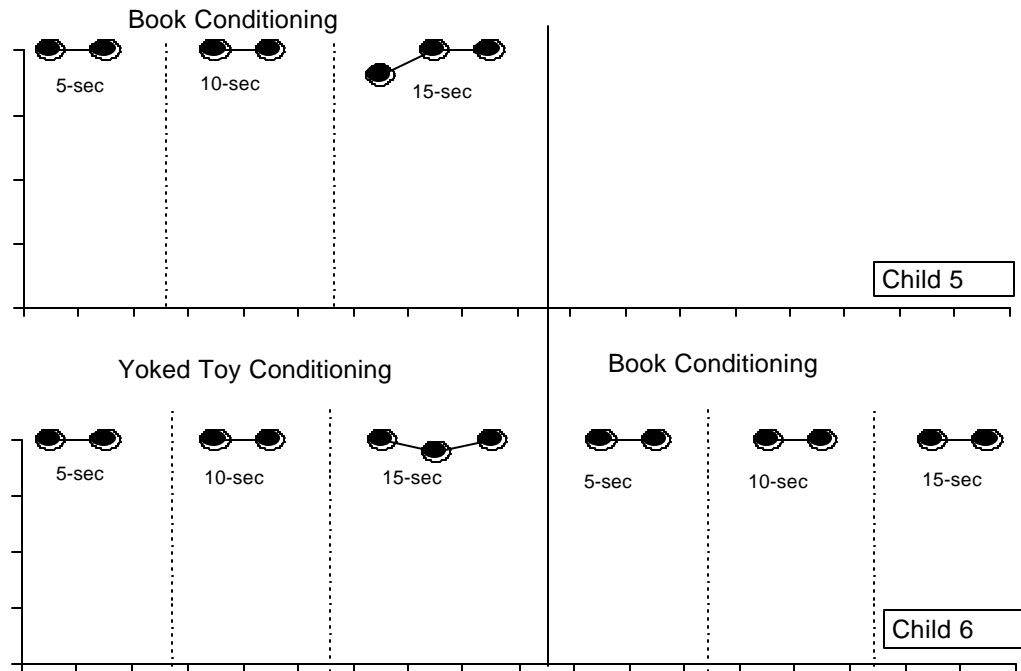 Book Conditioning
5-sec
10-sec
15-sec
Child 5
Yoked Toy Conditioning
Book Conditioning
5-sec
10-sec
15-sec
5-sec
10-sec
15-sec
Child 6